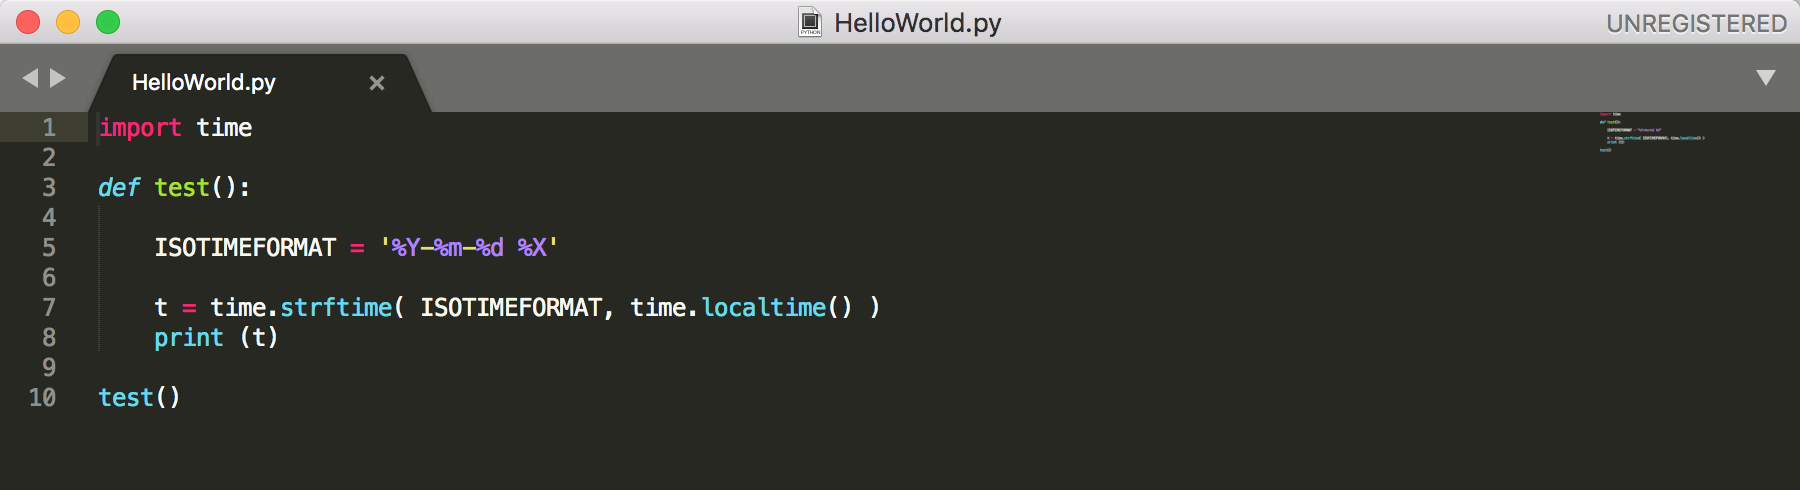 HelloWorld.py
UNREGISTERED
HelloWorld.py
1 import time
2
3 def test():
4
5     ISOTIMEFORMAT = '%Y-%m-%d %X'
6
7     t = time.strftime( ISOTIMEFORMAT, time.localtime() )
8     print (t)
9
10 test()